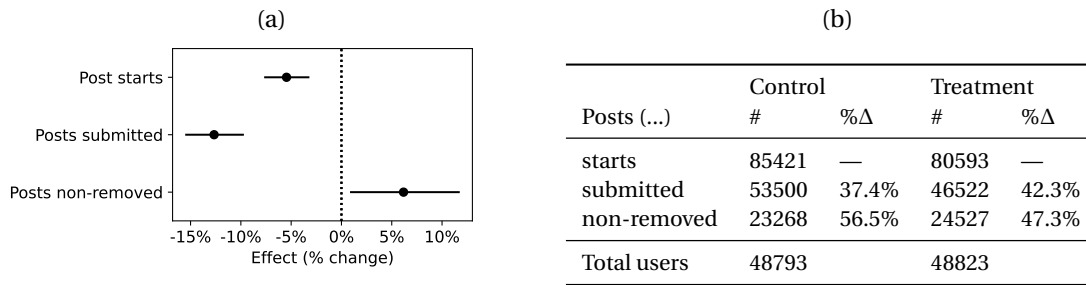 (a)
Post starts
Posts submitted
Posts non-removed
-15% -10% -5% 0% 5% 10%
Effect (% change)
(b)
Control Treatment
Posts (...) # %Δ # %Δ
starts 85421 — 80593 —
submitted 53500 37.4% 46522 42.3%
non-removed 23268 56.5% 24527 47.3%
Total users 48793 48823